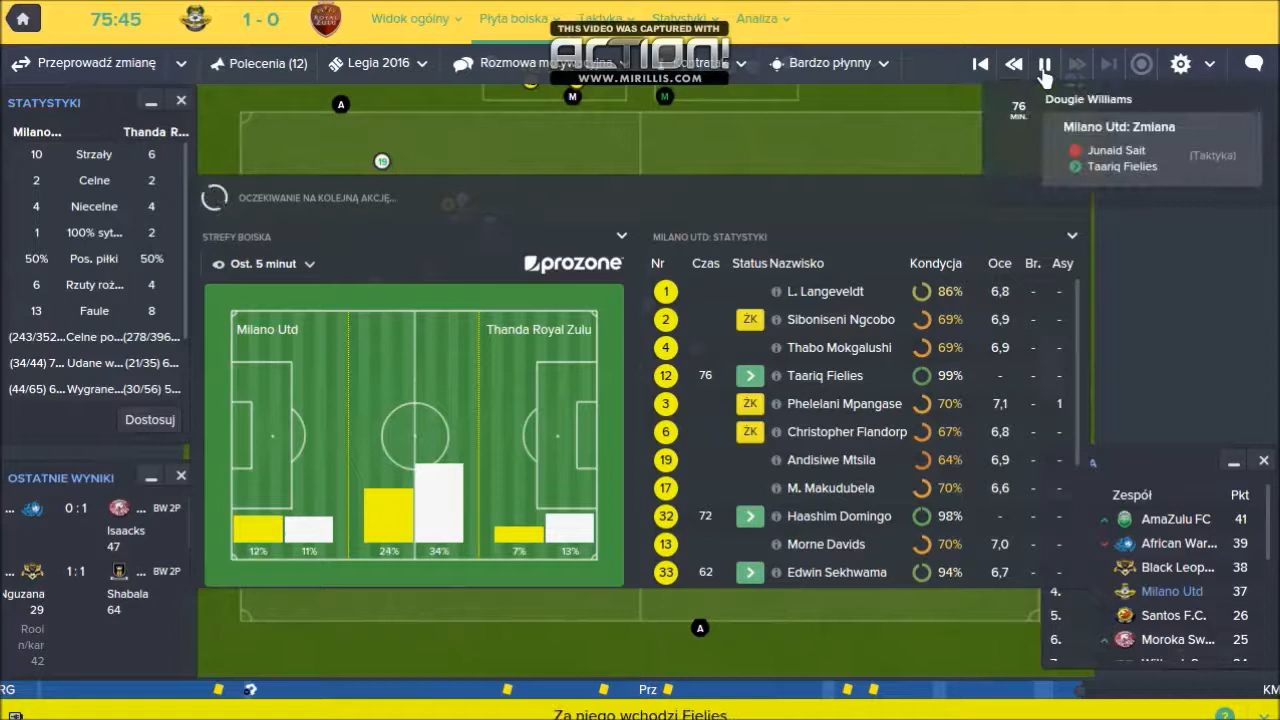 75:45
1 - 0
ROYAL ZULU
Widok ogólny
Płyta boiska
Taktyka
Statystyki
Analiza
THIS VIDEO WAS CAPTURED WITH
ACTION!
WWW.MIRILLIS.COM
Przeprowadź zmianę
Polecenia (12)
Legia 2016
Rozmowa motywacyjna
Kontratak
Bardzo płynny
STATYSTYKI
Milano... Thanda R...
10 Strzały 6
2 Celne 2
4 Niecelne 4
1 100% syt... 2
50% Pos. piłki 50%
6 Rzuty roż... 4
13 Faule 8
(243/352... Celne po... (278/396...
(34/44) 7... Udane w... (21/35) 6...
(44/65) 6... Wygrane... (30/56) 5...
Dostosuj
A
M
M
19
76
MIN.
Dougie Williams
Milano Utd: Zmiana
Junaid Sait
Taariq Fielies
(Taktyka)
OCZEKIWANIE NA KOLEJNĄ AKCJĘ...
STREFY BOISKA
Ost. 5 minut
prozone
Milano Utd
Thanda Royal Zulu
12% 11% 24% 34% 7% 13%
MILANO UTD: STATYSTYKI
Nr Czas Status Nazwisko Kondycja Oce Br. Asy
1 L. Langeveldt 86% 6,8 - -
2 ŻK Siboniseni Ngcobo 69% 6,9 - -
4 Thabo Mokgalushi 69% 6,9 - -
12 76 Taariq Fielies 99% - - -
3 ŻK Phelelani Mpangase 70% 7,1 - 1
6 ŻK Christopher Flandorp 67% 6,8 - -
19 Andisiwe Mtsila 64% 6,9 - -
17 M. Makudubela 70% 6,6 - -
32 72 Haashim Domingo 98% - -
13 Morne Davids 70% 7,0 - -
33 62 Edwin Sekhwama 94% 6,7 - -
OSTATNIE WYNIKI
... 0 : 1 ... BW 2P
Isaacks
47
... 1:1 ... BW 2P
Nguzana
29
Shabala
64
Rooi
n/kar
42
A
A
Zespół Pkt
AmaZulu FC 41
African War... 39
Black Leop... 38
4. Milano Utd 37
5. Santos F.C. 26
6. Moroka Sw... 25
RG
Prz
KM
Za niego wchodzi Fielies...
?